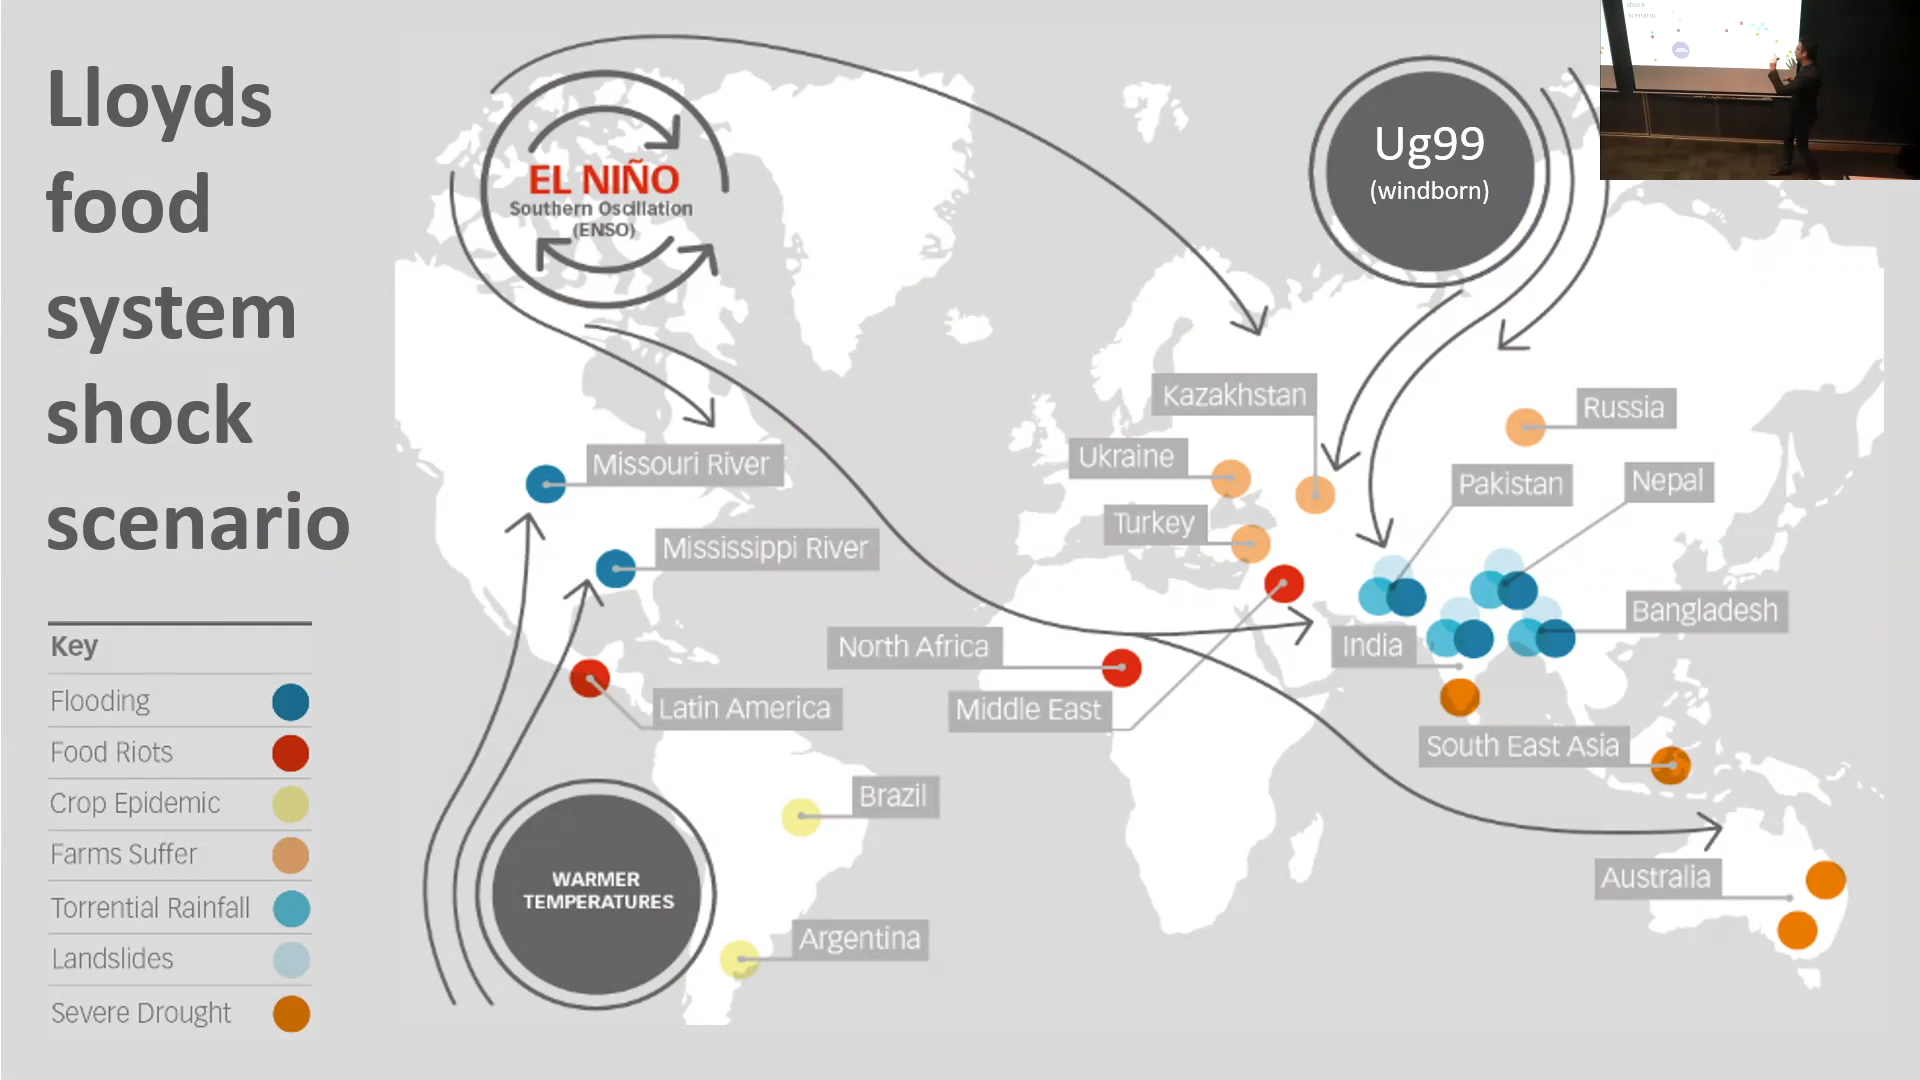 Lloyds
food
system
shock
scenario
Key
Flooding
Food Riots
Crop Epidemic
Farms Suffer
Torrential Rainfall
Landslides
Severe Drought
EL NIÑO
Southern Oscillation
(ENSO)
Ug99
(windborn)
Kazakhstan
Russia
Ukraine
Missouri River
Pakistan
Nepal
Turkey
Mississippi River
Bangladesh
North Africa
India
Latin America
Middle East
South East Asia
Brazil
WARMER
TEMPERATURES
Australia
Argentina
shock
scenario